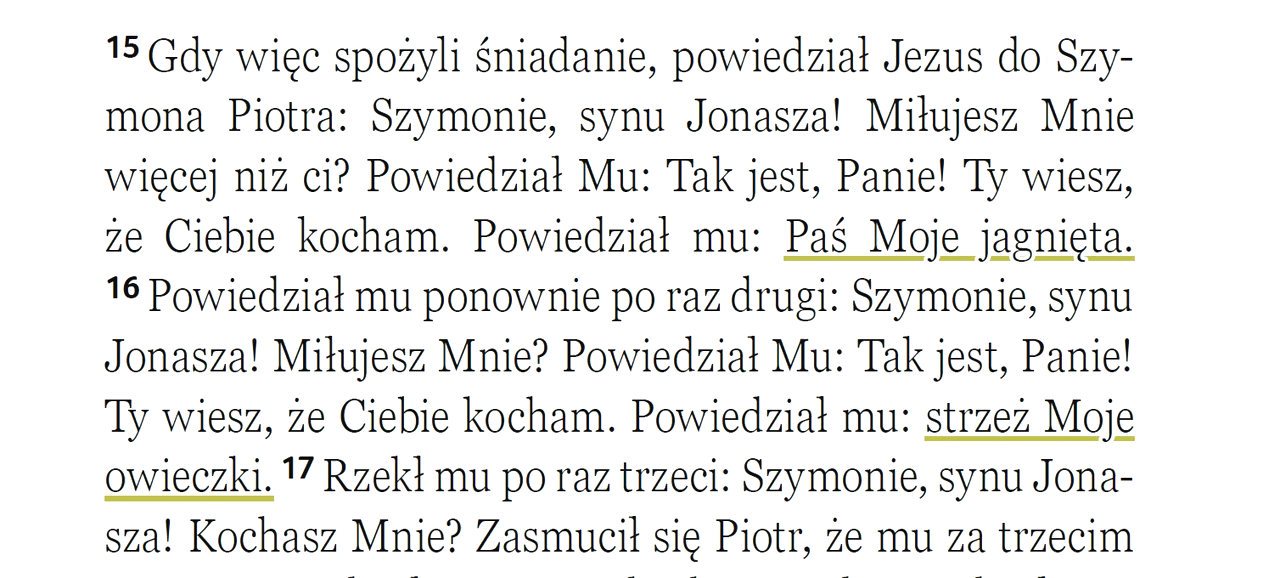 15 Gdy więc spożyli śniadanie, powiedział Jezus do Szy-
mona Piotra: Szymonie, synu Jonasza! Miłujesz Mnie
więcej niż ci? Powiedział Mu: Tak jest, Panie! Ty wiesz,
że Ciebie kocham. Powiedział mu: Paś Moje jagnięta.
16 Powiedział mu ponownie po raz drugi: Szymonie, synu
Jonasza! Miłujesz Mnie? Powiedział Mu: Tak jest, Panie!
Ty wiesz, że Ciebie kocham. Powiedział mu: strzeż Moje
owieczki. 17 Rzekł mu po raz trzeci: Szymonie, synu Jona-
sza! Kochasz Mnie? Zasmucił się Piotr, że mu za trzecim